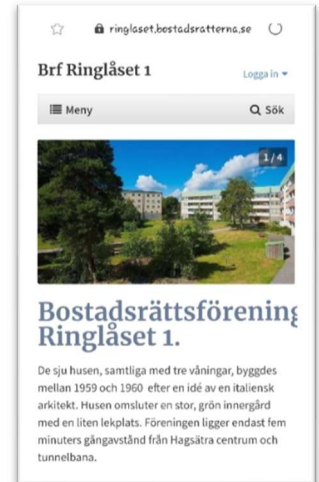 ringlaset.bostadsratterna.se
Brf Ringlåset 1
Logga in
Meny
Sök
1/4
Bostadsrättsförening
Ringlåset 1.
De sju husen, samtliga med tre våningar, byggdes
mellan 1959 och 1960 efter en idé av en italiensk
arkitekt. Husen omsluter en stor, grön innergård
med en liten lekplats. Föreningen ligger endast fem
minuters gångavstånd från Hagsätra centrum och
tunnelbana.